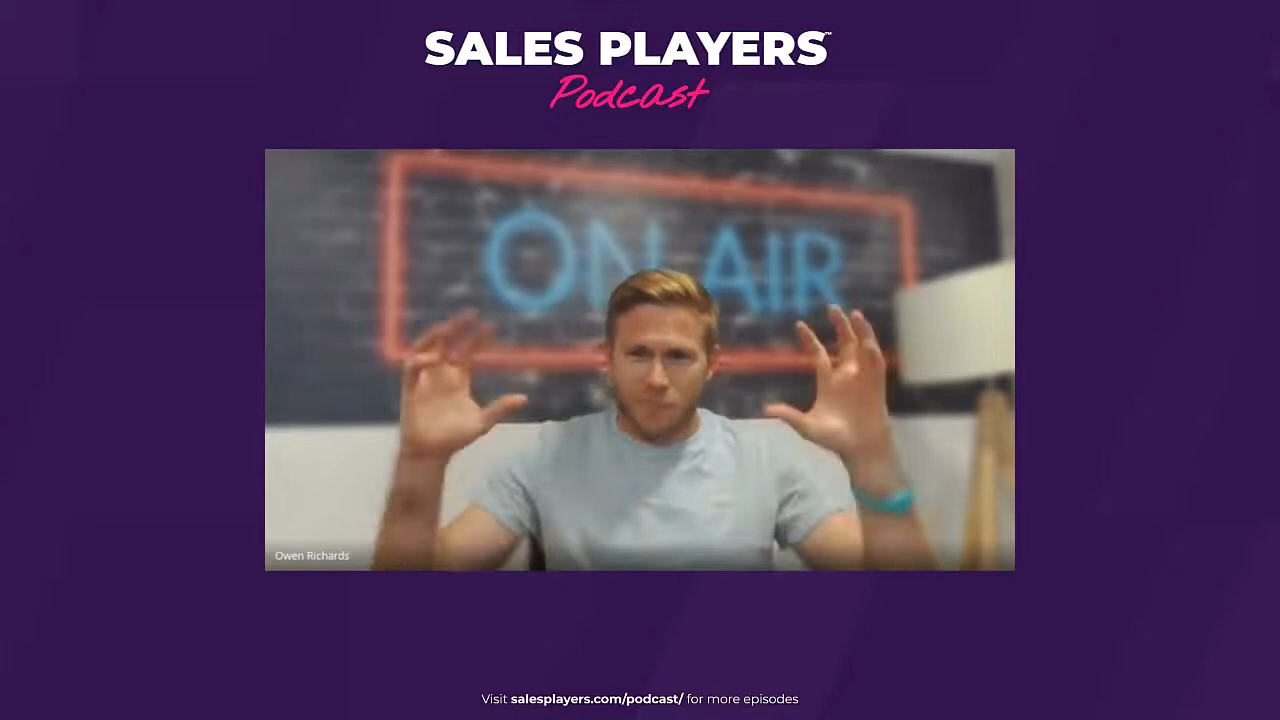 SALES PLAYERS™
Podcast
ON AIR
Owen Richards
Visit salesplayers.com/podcast/ for more episodes